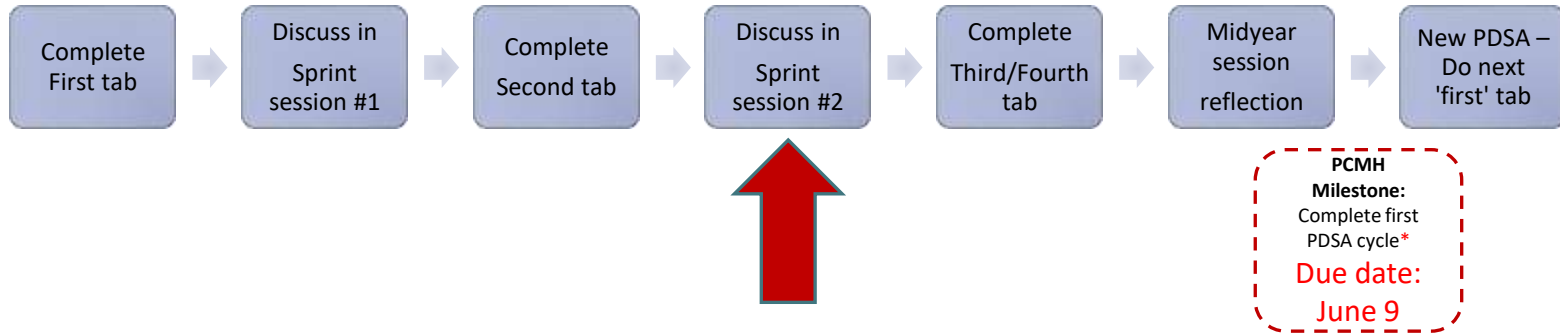 Complete
First tab
Discuss in
Sprint
session #1
Complete
Second tab
Discuss in
Sprint
session #2
Complete
Third/Fourth
tab
Midyear
session
reflection
New PDSA –
Do next
'first' tab
PCMH
Milestone:
Complete first
PDSA cycle*
Due date:
June 9